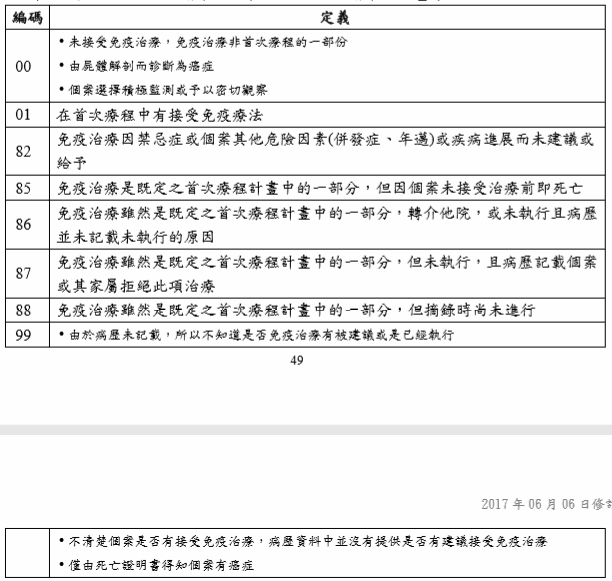 編碼 定義
00
•未接受免疫治療，免疫治療非首次療程的一部份
•由屍體解剖而診斷為癌症
•個案選擇積極監測或予以密切觀察
01 在首次療程中有接受免疫療法
82 免疫治療因禁忌症或個案其他危險因素(併發症、年邁)或疾病進展而未建議或
給予
85 免疫治療是既定之首次療程計畫中的一部分，但因個案未接受治療前即死亡
86 免疫治療雖然是既定之首次療程計畫中的一部分，轉介他院，或未執行且病歷
並未記載未執行的原因
87 免疫治療雖然是既定之首次療程計畫中的一部分，但未執行，且病歷記載個案
或其家屬拒絕此項治療
88 免疫治療雖然是既定之首次療程計畫中的一部分，但摘錄時尚未進行
99 •由於病歷未記載，所以不知道是否免疫治療有被建議或是已經執行
49
2017 年 06 月 06 日修
•不清楚個案是否有接受免疫治療，病歷資料中並沒有提供是否有建議接受免疫治療
•僅由死亡證明書得知個案有癌症